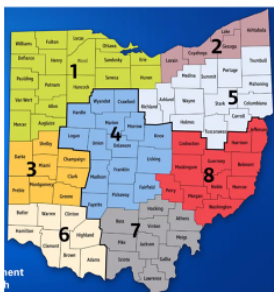 Williams Fulton Lucas Ottawa
Defiance Henry Wood Sandusky Erie Lorain Cuyahoga Lake Geauga
1 2
Paulding Seneca Huron Medina Summit Portage Trumbull
Putnam Hancock Mahoning
Van Wert Allen Wyandot Crawford Richland Ashland Wayne Stark
5
Mercer Auglaize Hardin Marion Morrow Holmes Carroll
4
Shelby Logan Union Delaware Knox Tuscarawas Jefferson
Darke Miami Champaign Coshocton Harrison
3 Clark Franklin Licking Guernsey Belmont
Preble Montgomery Greene Madison Muskingum
8
Fayette Pickaway Fairfield Perry Noble Monroe
Butler Warren Clinton Morgan Washington
Ross Hocking Athens
6 7
Hamilton Highland Vinton
Clermont Pike Meigs
Brown Adams Jackson
Scioto Gallia
ment
h